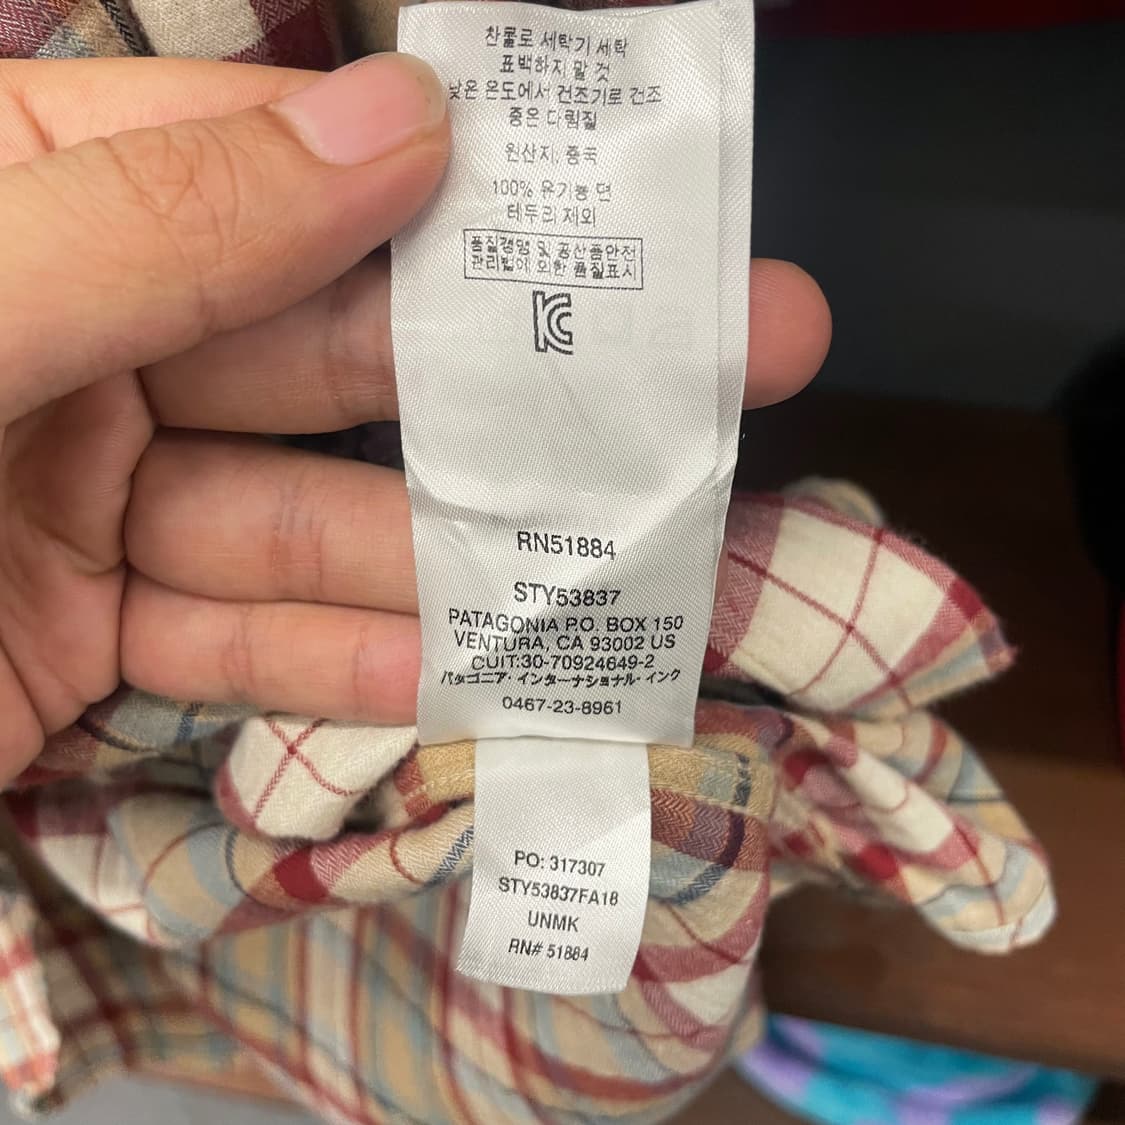 찬물로 세탁기 세탁
표백하지 말 것
낮은 온도에서 건조기로 건조
중온 다림질
원산지: 중국
100% 유기농 면
테두리 제외
품질경영 및 공산품안전
관리법에 의한 품질표시
KC
RN51884
STY53837
PATAGONIA P.O. BOX 150
VENTURA, CA 93002 US
CUIT:30-70924649-2
パタゴニア・インターナショナル・インク
0467-23-8961
PO: 317307
STY53837FA18
UNMK
RN# 51884